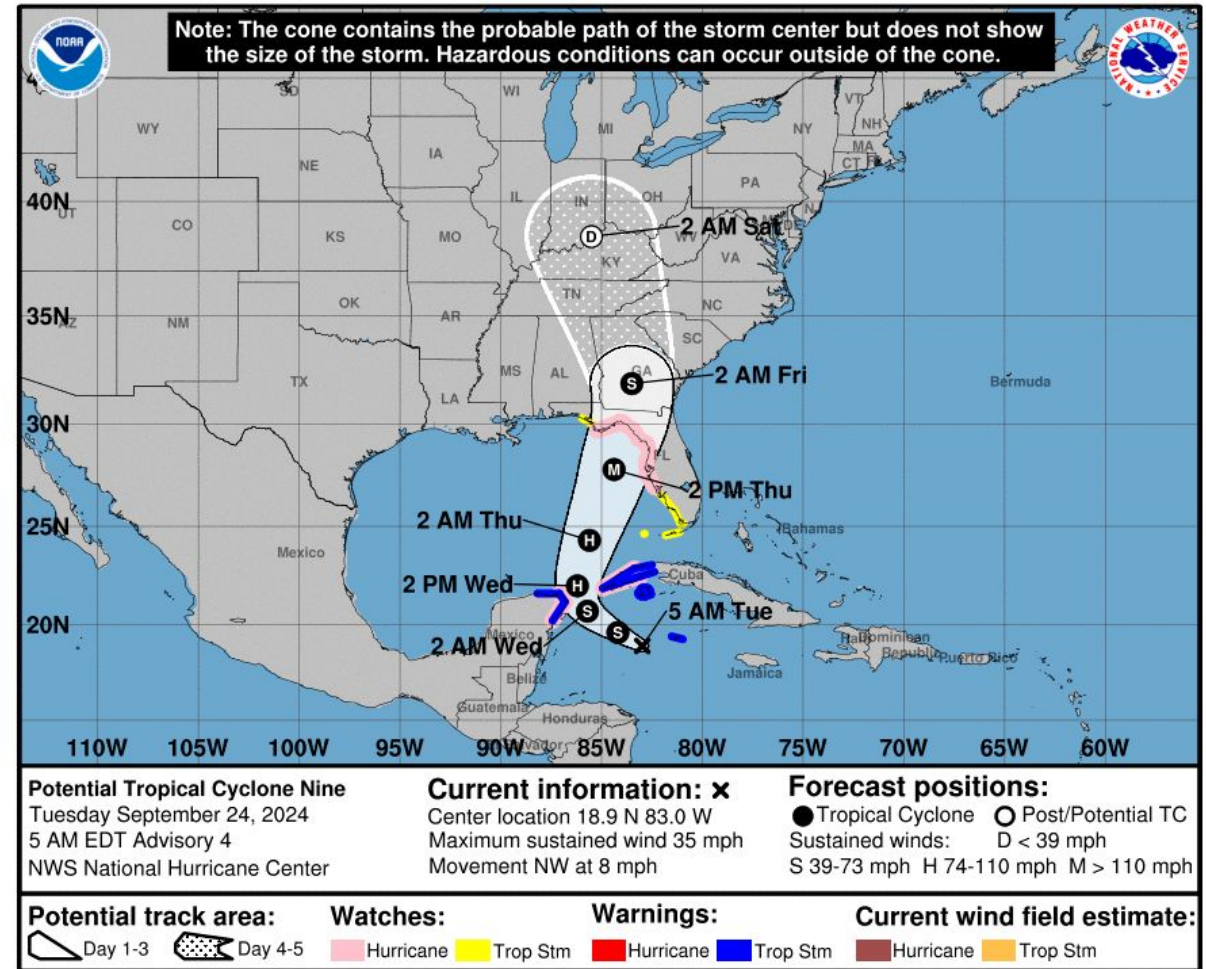 Note: The cone contains the probable path of the storm center but does not show
the size of the storm. Hazardous conditions can occur outside of the cone.
NOAA
NATIONAL WEATHER SERVICE
SD
WI
VT
NH
WY
MI
NY
MA
CT
NE
IA
PA
40N
UT
IL
IN
OH
CO
KS
MO
D
2 AM Sat
WV
KY
VA
OK
TN
NC
35N
AZ
NM
AR
SC
MS
AL
GA
S
2 AM Fri
TX
LA
Bermuda
30N
FL
M
2 PM Thu
25N
2 AM Thu
H
Bahamas
Mexico
2 PM Wed
H
Cuba
5 AM Tue
20N
S
S
Mexico
2 AM Wed
Haiti
Dominican
Republic
Puerto Rico
Jamaica
Belize
Guatemala
Honduras
110W 105W 100W 95W 90W 85W 80W 75W 70W 65W 60W
Potential Tropical Cyclone Nine
Tuesday September 24, 2024
5 AM EDT Advisory 4
NWS National Hurricane Center
Current information: x
Center location 18.9 N 83.0 W
Maximum sustained wind 35 mph
Movement NW at 8 mph
Forecast positions:
Tropical Cyclone Post/Potential TC
Sustained winds: D < 39 mph
S 39-73 mph H 74-110 mph M > 110 mph
Potential track area:
Day 1-3 Day 4-5
Watches:
Hurricane Trop Stm
Warnings:
Hurricane Trop Stm
Current wind field estimate:
Hurricane Trop Stm